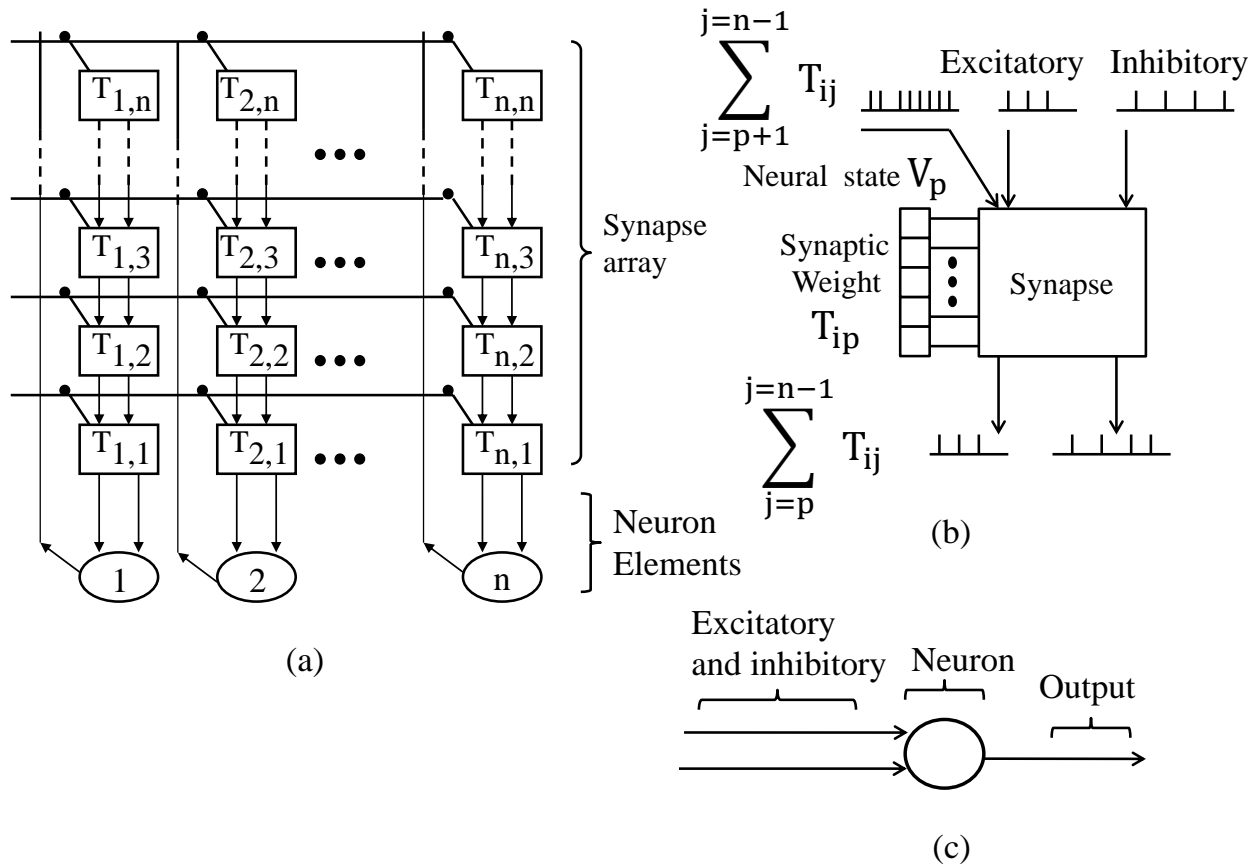 T1,n
T2,n
Tn,n
T1,3
T2,3
Tn,3
T1,2
T2,2
Tn,2
T1,1
T2,1
Tn,1
Synapse
array
1
2
n
Neuron
Elements
(a)
j=n-1
∑ Tij
j=p+1
Excitatory
Inhibitory
Neural state Vp
Synaptic
Weight
Tip
Synapse
j=n-1
∑ Tij
j=p
(b)
Excitatory
and inhibitory
Neuron
Output
(c)